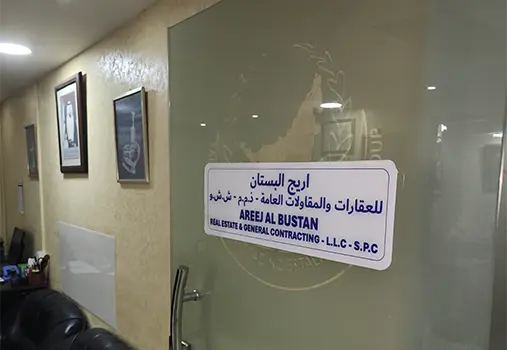 اريج البستان
للعقارات والمقاولات العامة - ذ.م.م - ش.ش.و
AREEJ AL BUSTAN
REAL ESTATE & GENERAL CONTRACTING - L.L.C - S.P.C